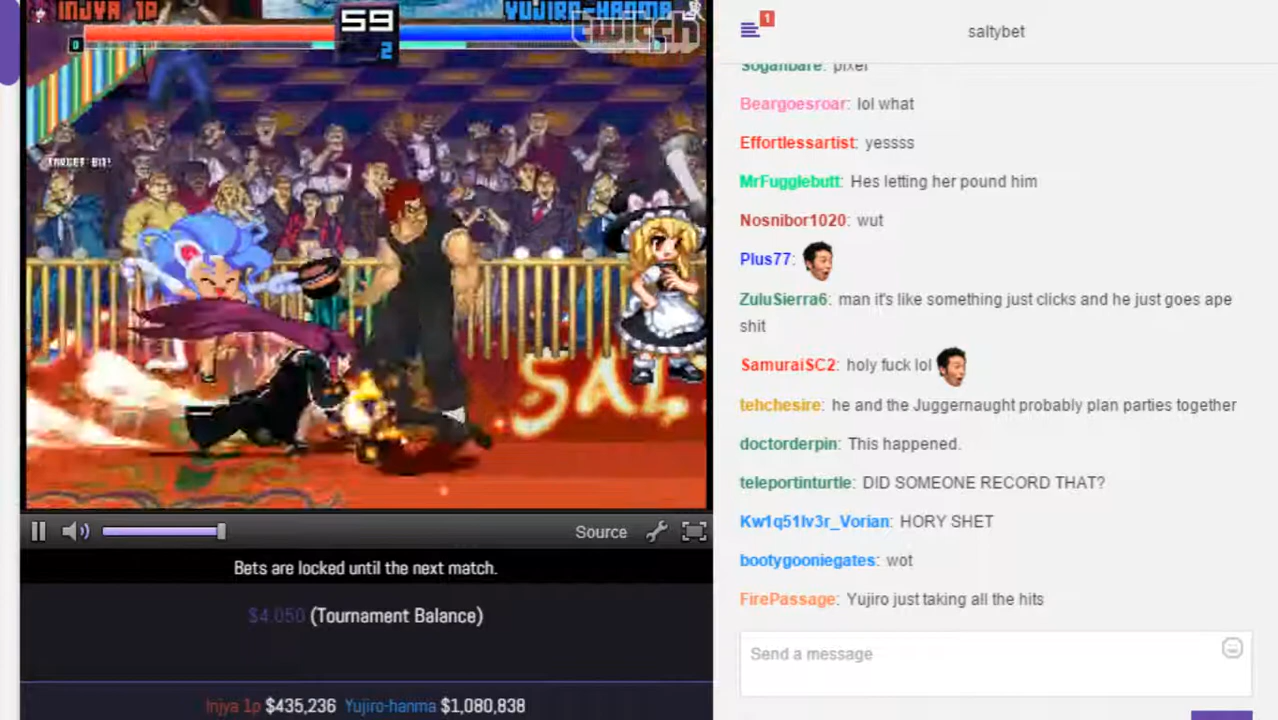 INJYA 1P
59
YUJIRO-HANMA
twitch
2
1
saltybet
soganbare: pixel
Beargoesroar: lol what
Effortlessartist: yessss
MrFugglebutt: Hes letting her pound him
Nosnibor1020: wut
Plus77:
ZuluSierra6: man it's like something just clicks and he just goes ape
shit
SamuraiSC2: holy fuck lol
tehchesire: he and the Juggernaught probably plan parties together
doctorderpin: This happened.
teleportinturtle: DID SOMEONE RECORD THAT?
Kw1q51lv3r_Vorian: HORY SHET
bootygooniegates: wot
FirePassage: Yujiro just taking all the hits
SAL
Source
Send a message
Bets are locked until the next match.
$4,050 (Tournament Balance)
Injya 1p $435,236 Yujiro-hanma $1,080,838